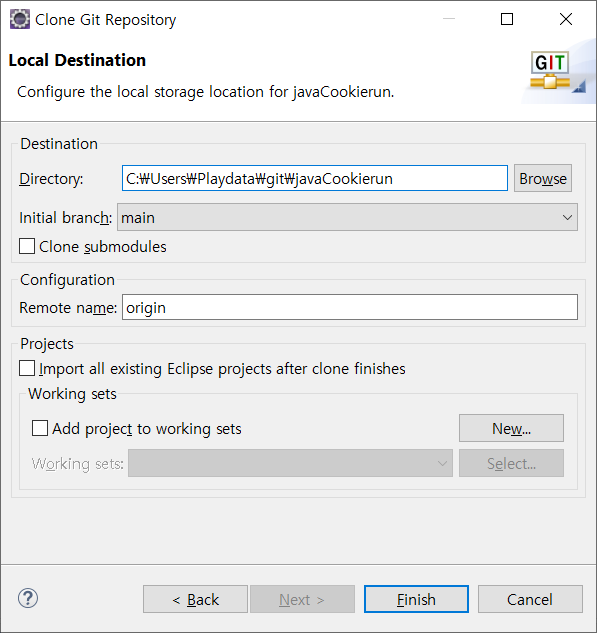 Clone Git Repository
Local Destination
Configure the local storage location for javaCookierun.
GIT
Destination
Directory: C:₩Users₩Playdata₩git₩javaCookierun Browse
Initial branch: main
Clone submodules
Configuration
Remote name: origin
Projects
Import all existing Eclipse projects after clone finishes
Working sets
Add project to working sets New...
Working sets: Select...
? < Back Next > Finish Cancel